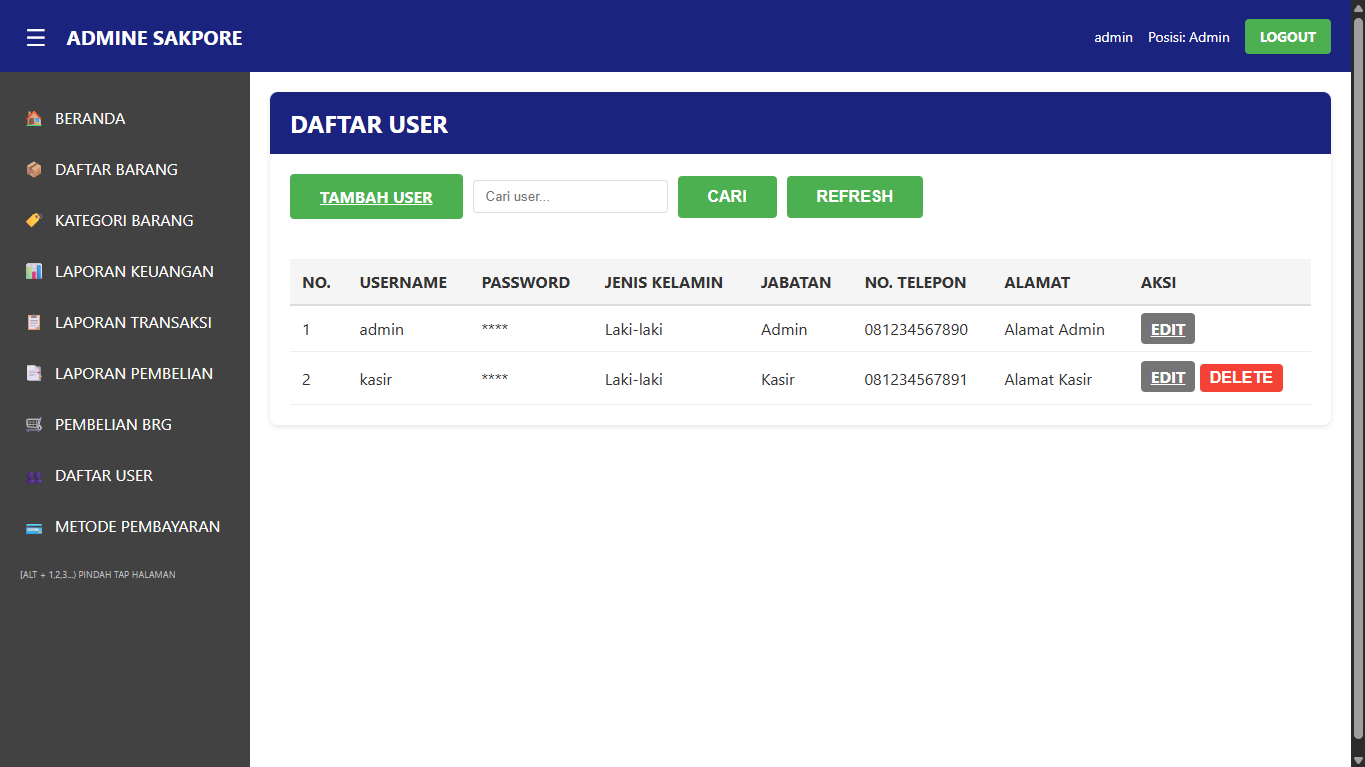 ☰ ADMINE SAKPORE
admin Posisi: Admin LOGOUT
BERANDA
DAFTAR BARANG
KATEGORI BARANG
LAPORAN KEUANGAN
LAPORAN TRANSAKSI
LAPORAN PEMBELIAN
PEMBELIAN BRG
DAFTAR USER
METODE PEMBAYARAN
[ALT + 1,2,3...) PINDAH TAP HALAMAN
DAFTAR USER
TAMBAH USER Cari user... CARI REFRESH
NO. USERNAME PASSWORD JENIS KELAMIN JABATAN NO. TELEPON ALAMAT AKSI
1 admin **** Laki-laki Admin 081234567890 Alamat Admin EDIT
2 kasir **** Laki-laki Kasir 081234567891 Alamat Kasir EDIT DELETE